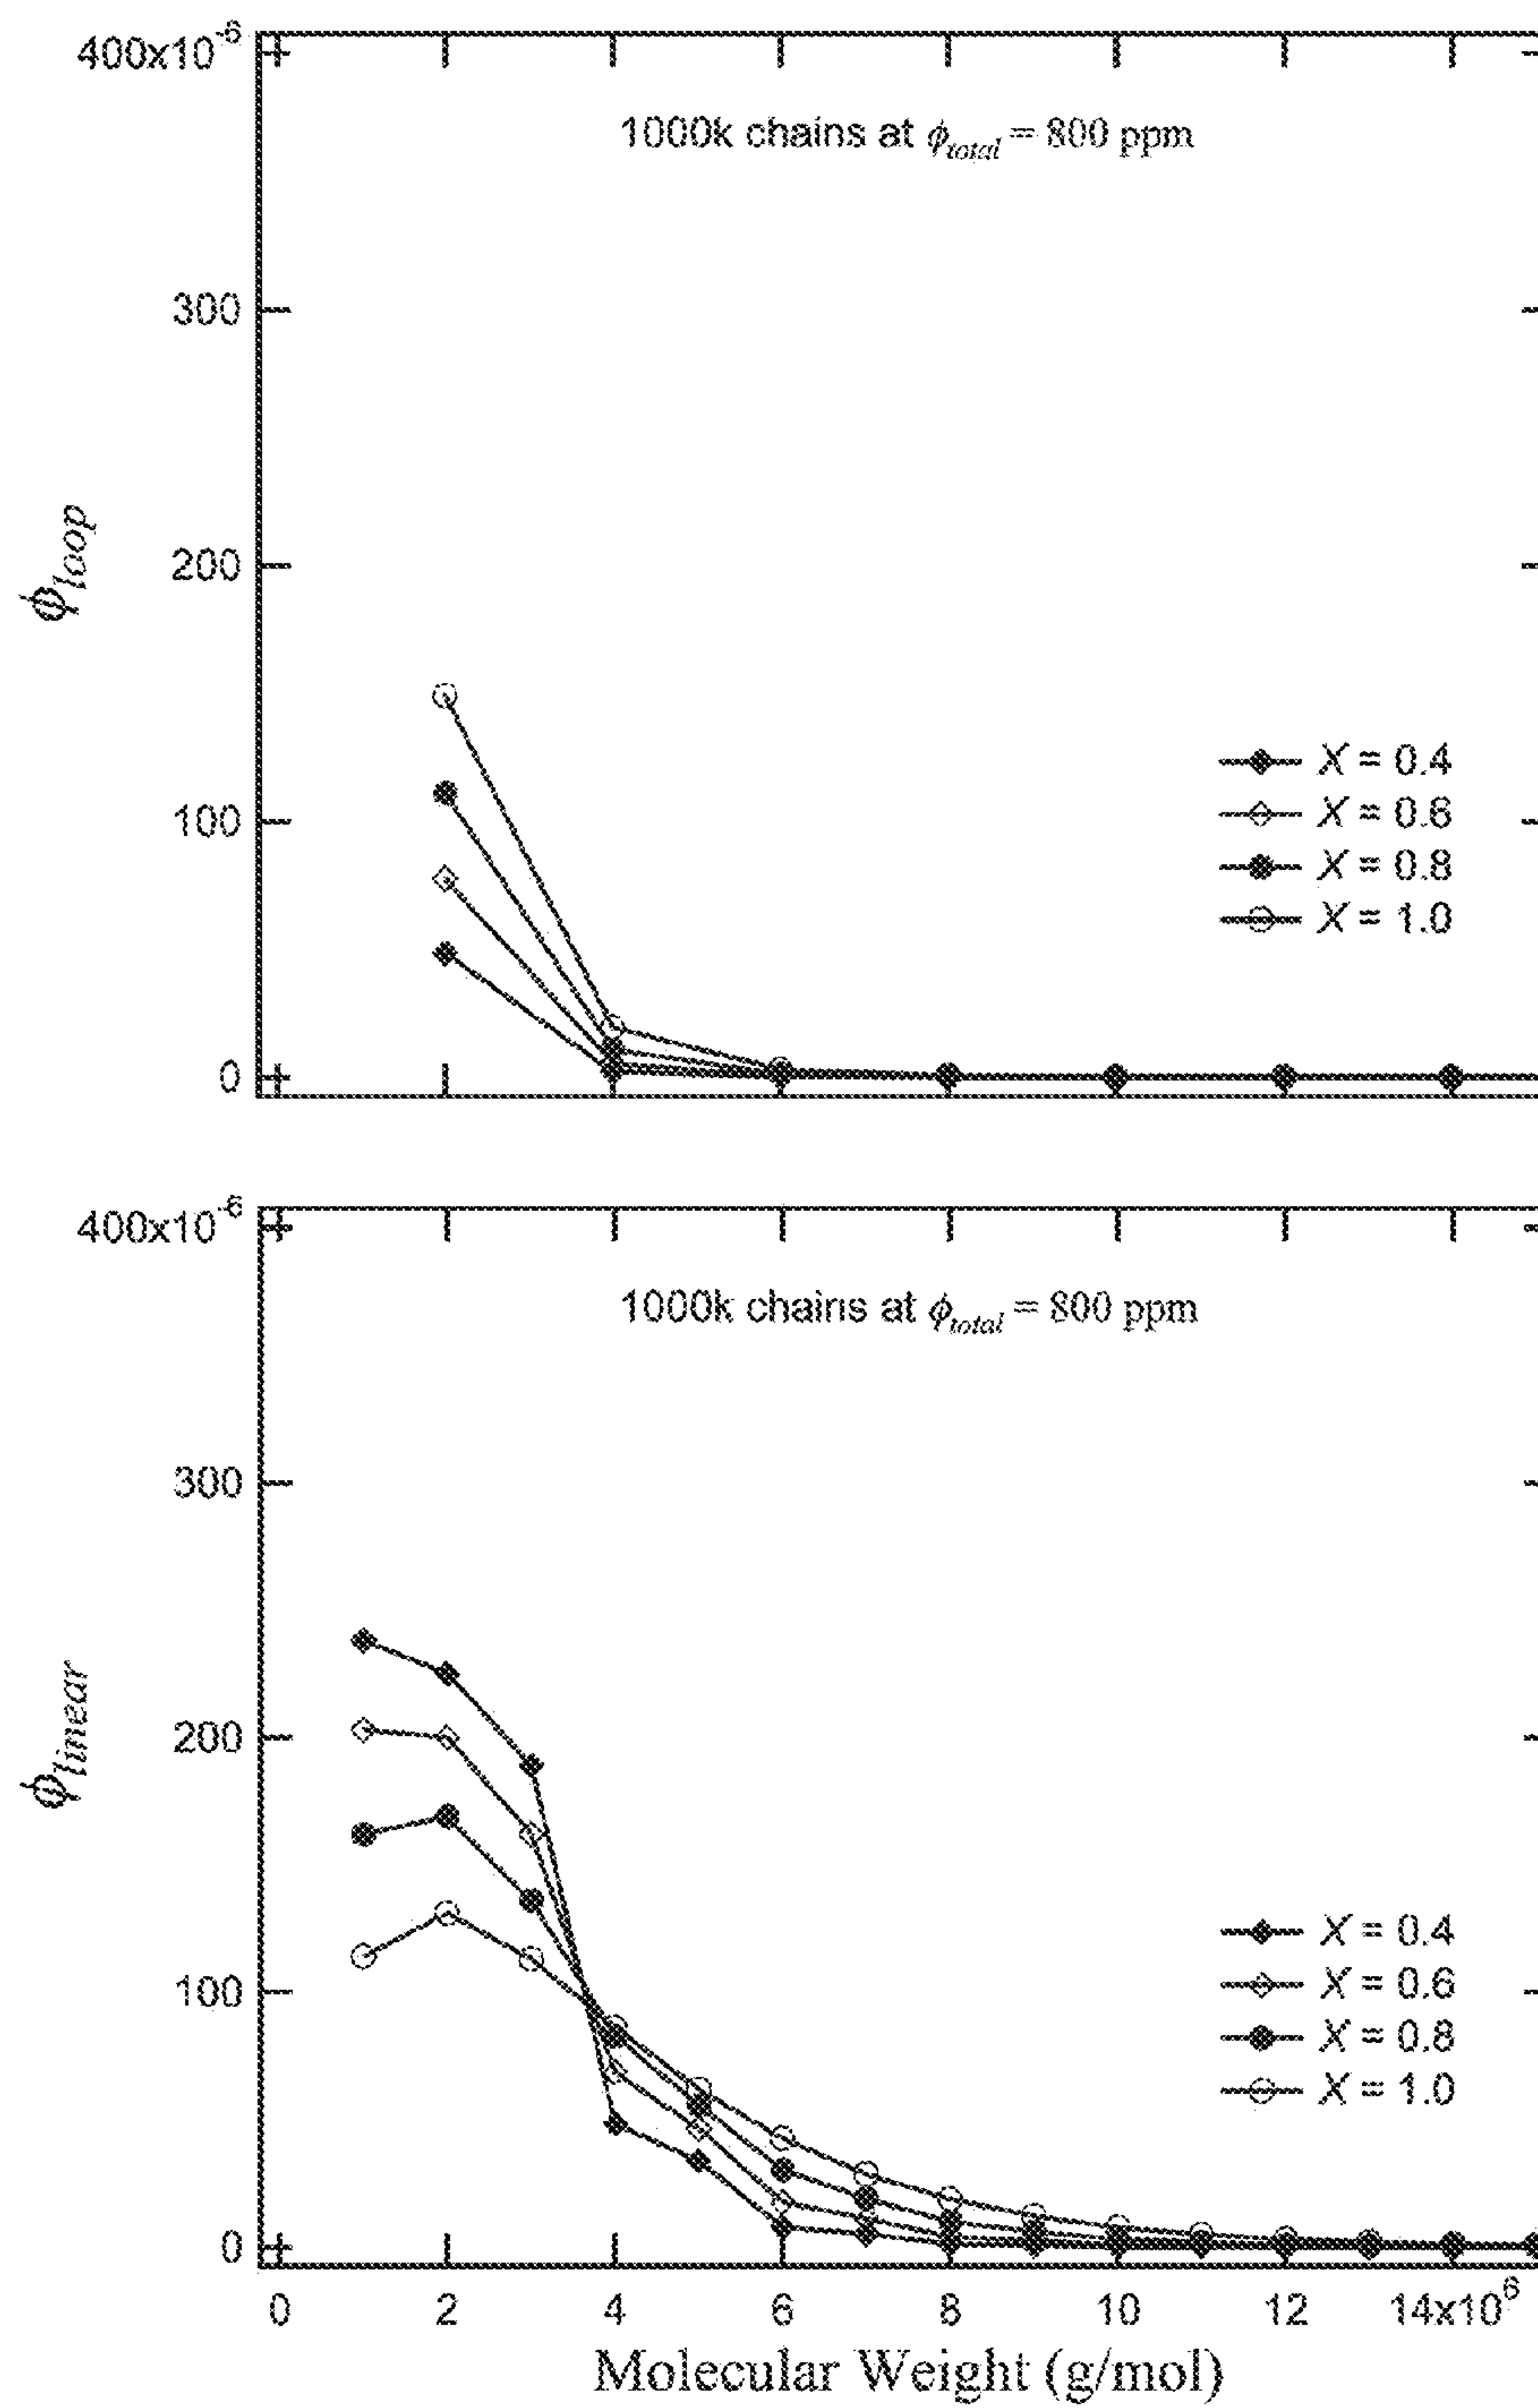 400x10-6
1000k chains at ϕtotal = 800 ppm
300
200
ϕloop
100
0
X = 0.4
X = 0.6
X = 0.8
X = 1.0
400x10-6
1000k chains at ϕtotal = 800 ppm
300
200
ϕlinear
100
0
X = 0.4
X = 0.6
X = 0.8
X = 1.0
0 2 4 6 8 10 12 14x106
Molecular Weight (g/mol)